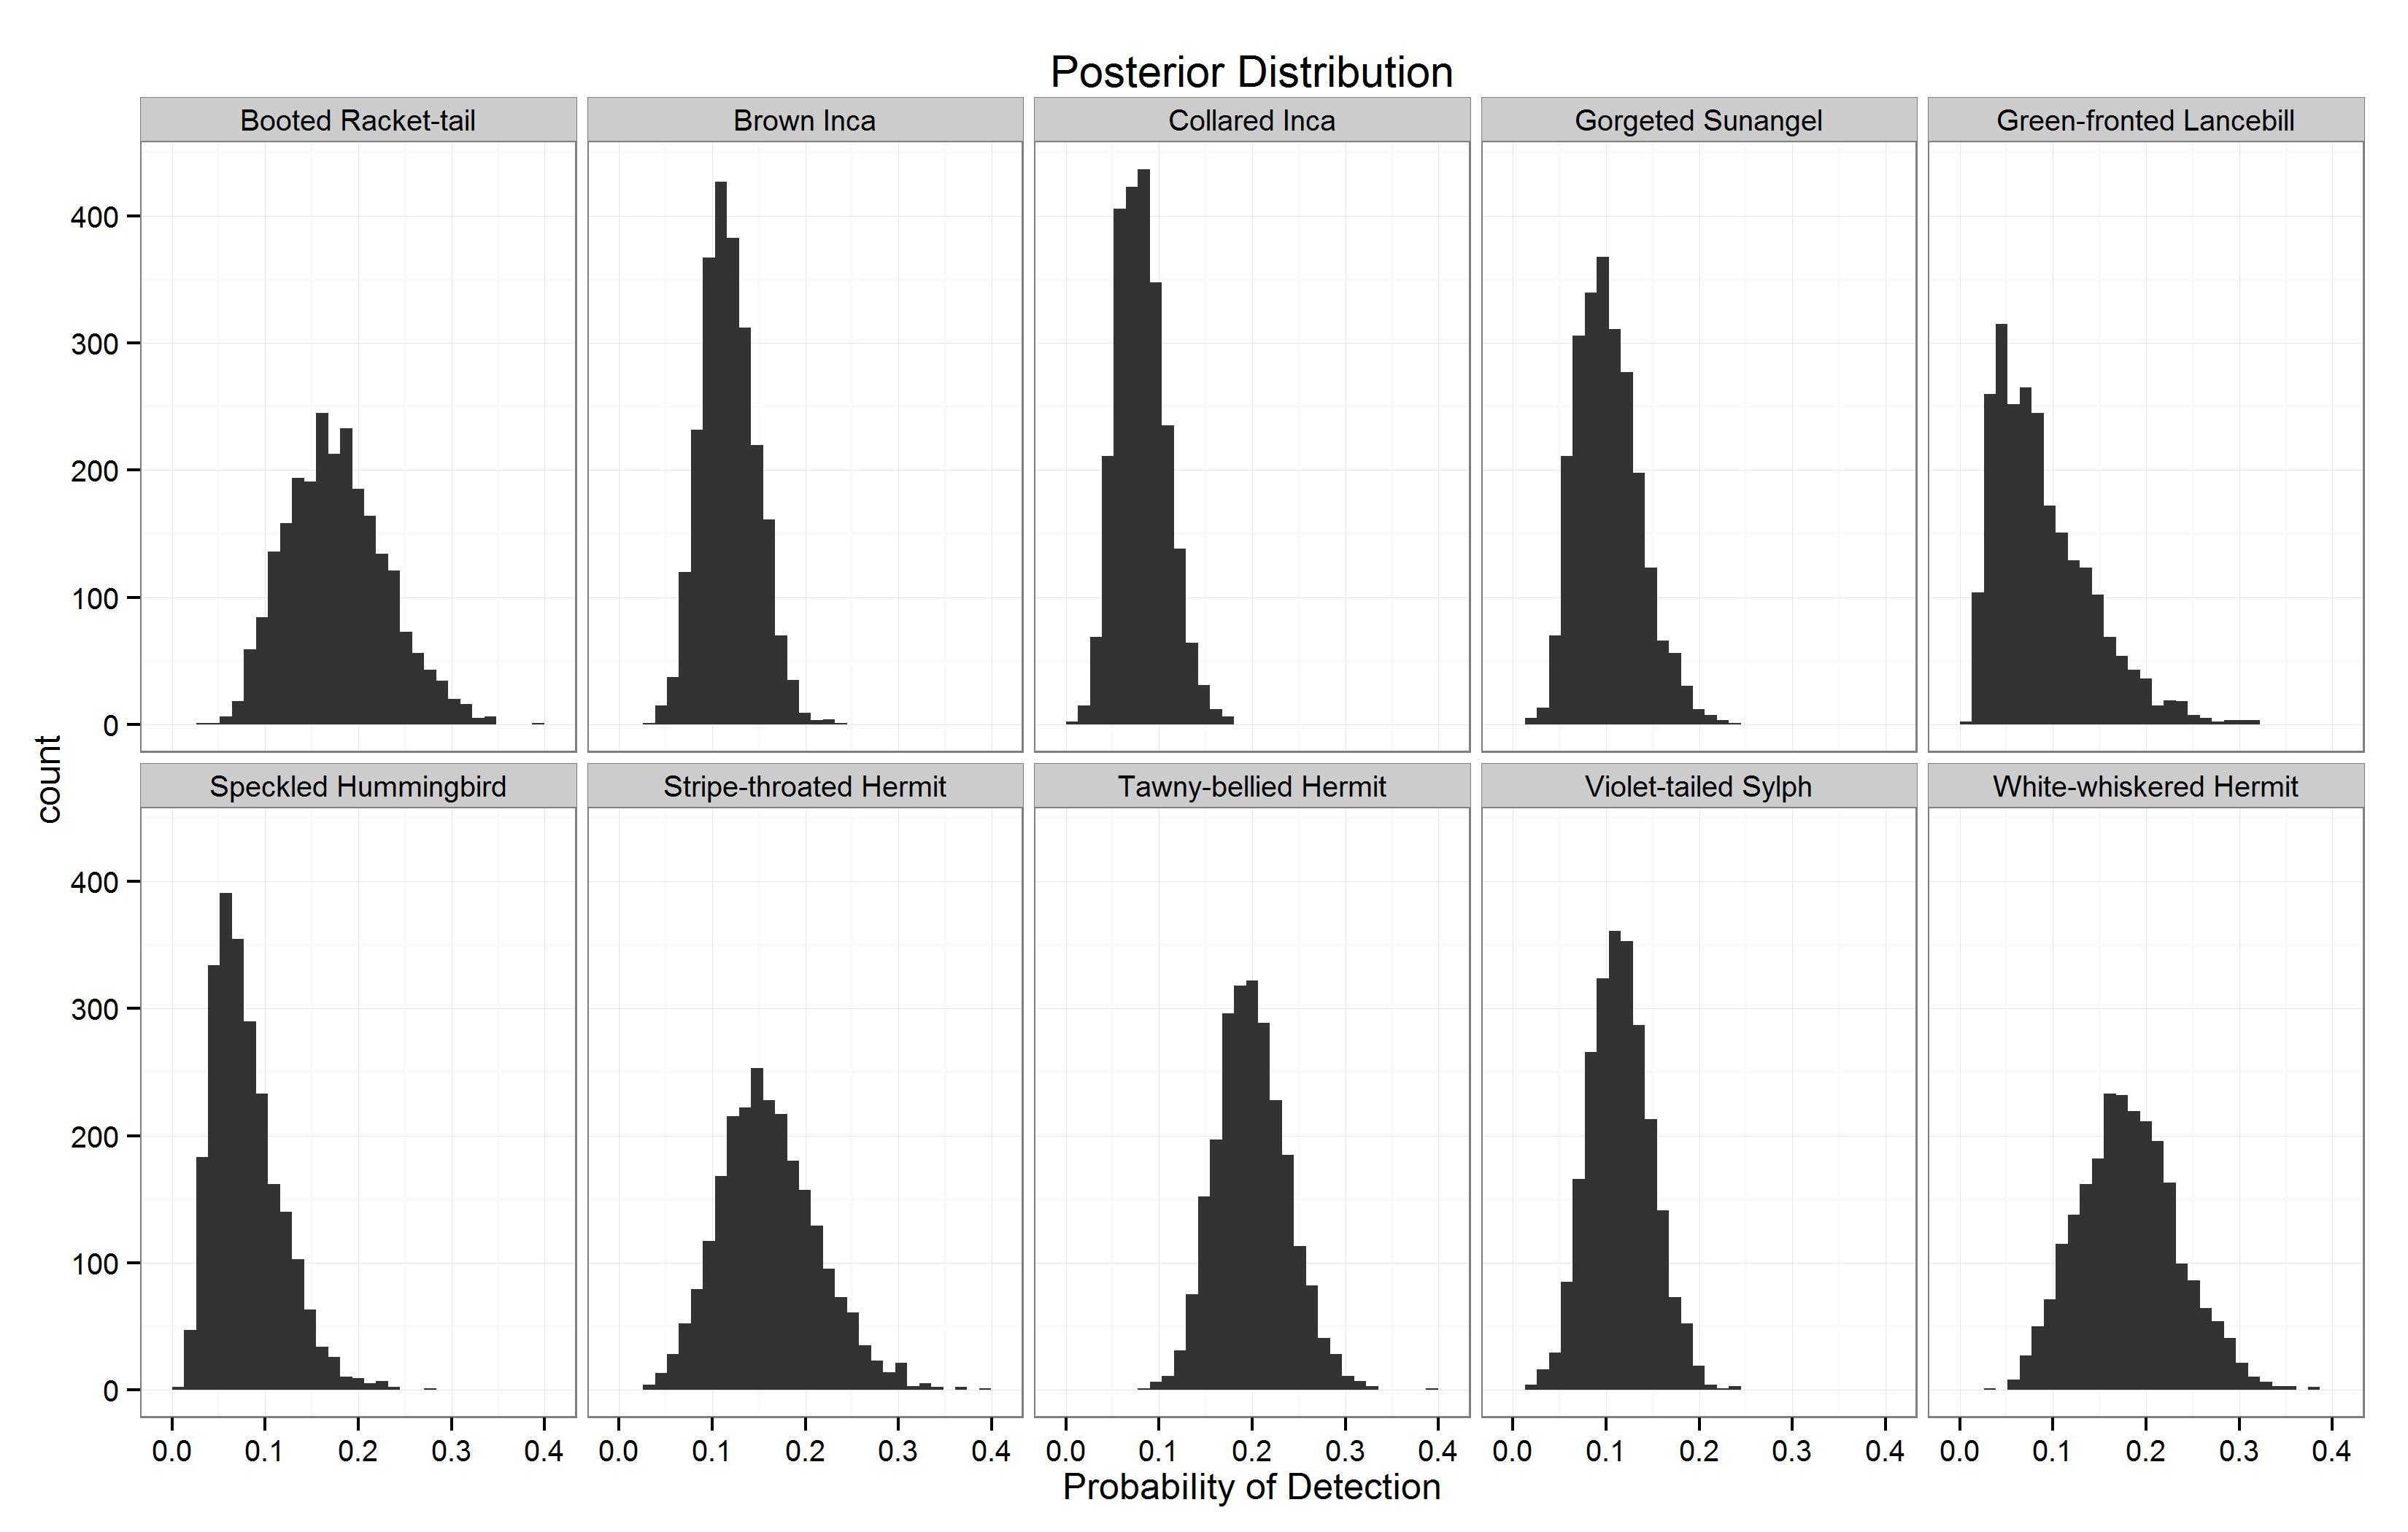 Posterior Distribution
Booted Racket-tail Brown Inca Collared Inca Gorgeted Sunangel Green-fronted Lancebill
400
300
200
100
0
count
Speckled Hummingbird Stripe-throated Hermit Tawny-bellied Hermit Violet-tailed Sylph White-whiskered Hermit
400
300
200
100
0
0.0 0.1 0.2 0.3 0.4 0.0 0.1 0.2 0.3 0.4 0.0 0.1 0.2 0.3 0.4 0.0 0.1 0.2 0.3 0.4 0.0 0.1 0.2 0.3 0.4
Probability of Detection